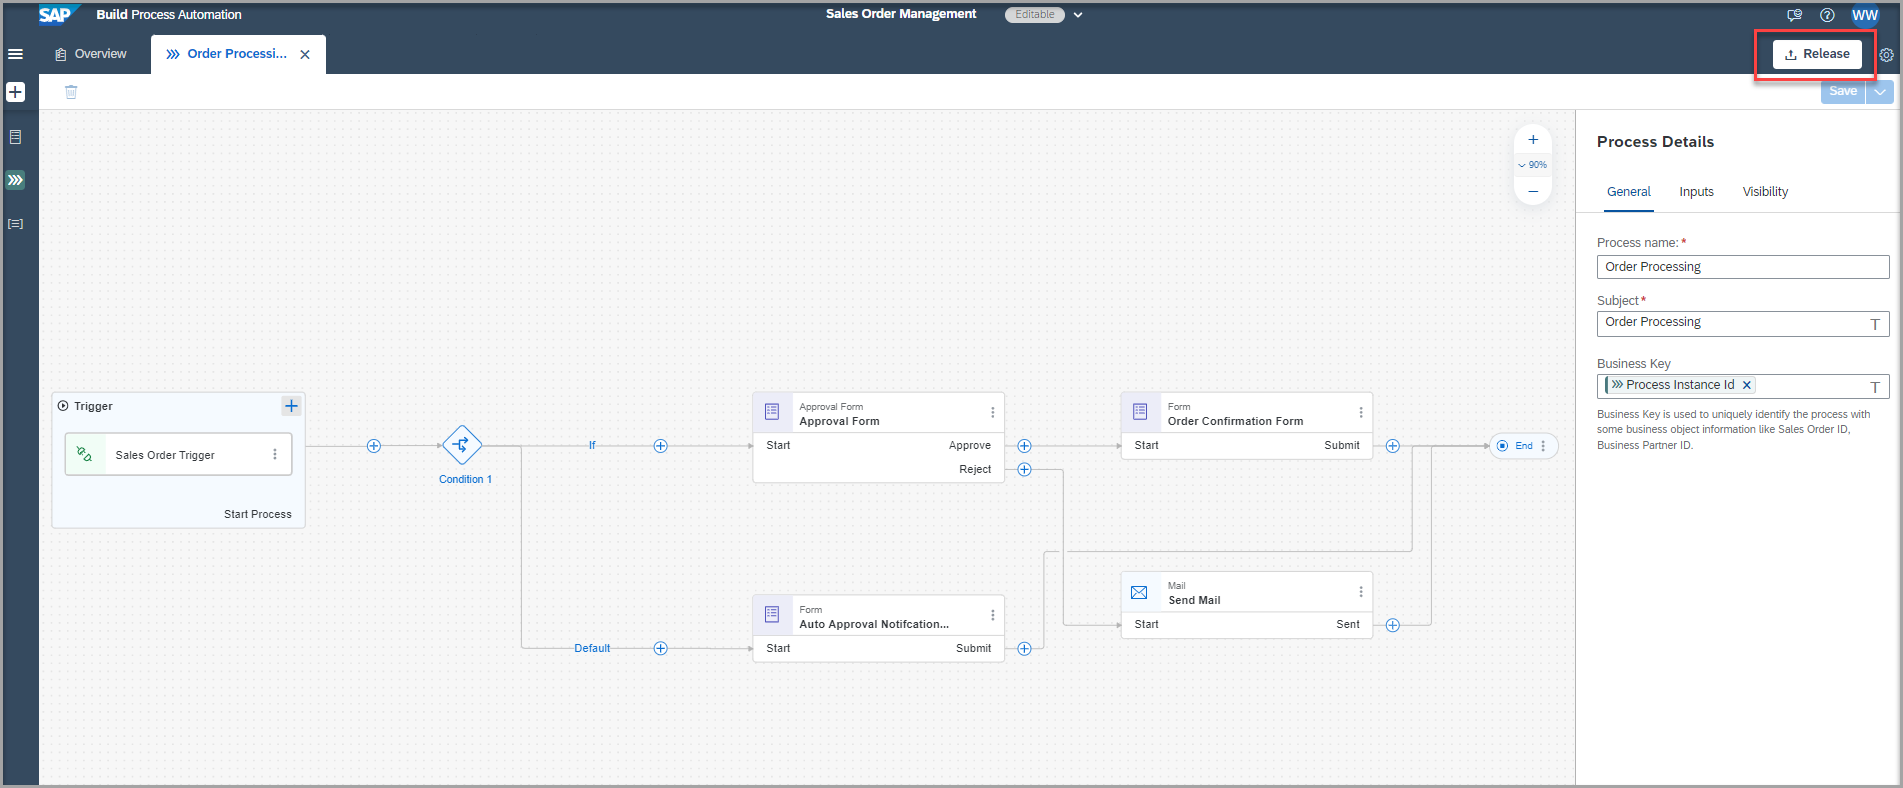 SAP Build Process Automation
Sales Order Management
Editable
WW
Overview
Order Processi...
Release
Save
90%
Process Details
General
Inputs
Visibility
Process name:*
Order Processing
Subject*
Order Processing
T
Business Key
Process Instance Id
T
Business Key is used to uniquely identify the process with
some business object information like Sales Order ID,
Business Partner ID.
Trigger
Sales Order Trigger
Start Process
Condition 1
If
Default
Approval Form
Approval Form
Start
Approve
Reject
Form
Order Confirmation Form
Start
Submit
End
Form
Auto Approval Notifcation...
Start
Submit
Mail
Send Mail
Start
Sent